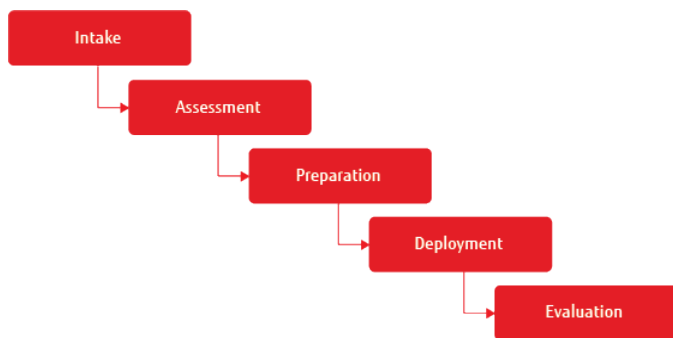 Intake
Assessment
Preparation
Deployment
Evaluation